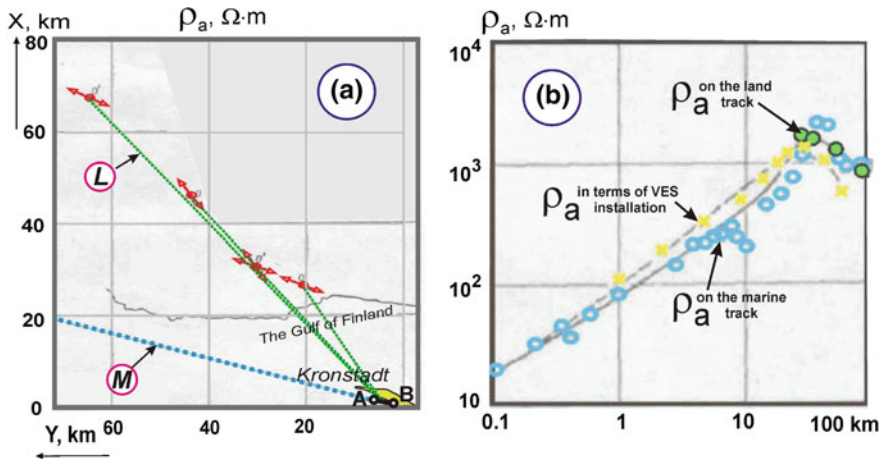 X, km
ρa, Ω·m
80
60
40
20
0
(a)
L
M
The Gulf of Finland
Kronstadt
A
B
Y, km
60
40
20
ρa, Ω·m
10⁴
10³
10²
10
(b)
ρa on the land
track
ρa in terms of VES
installation
ρa on the marine
track
0.1
1
10
100 km